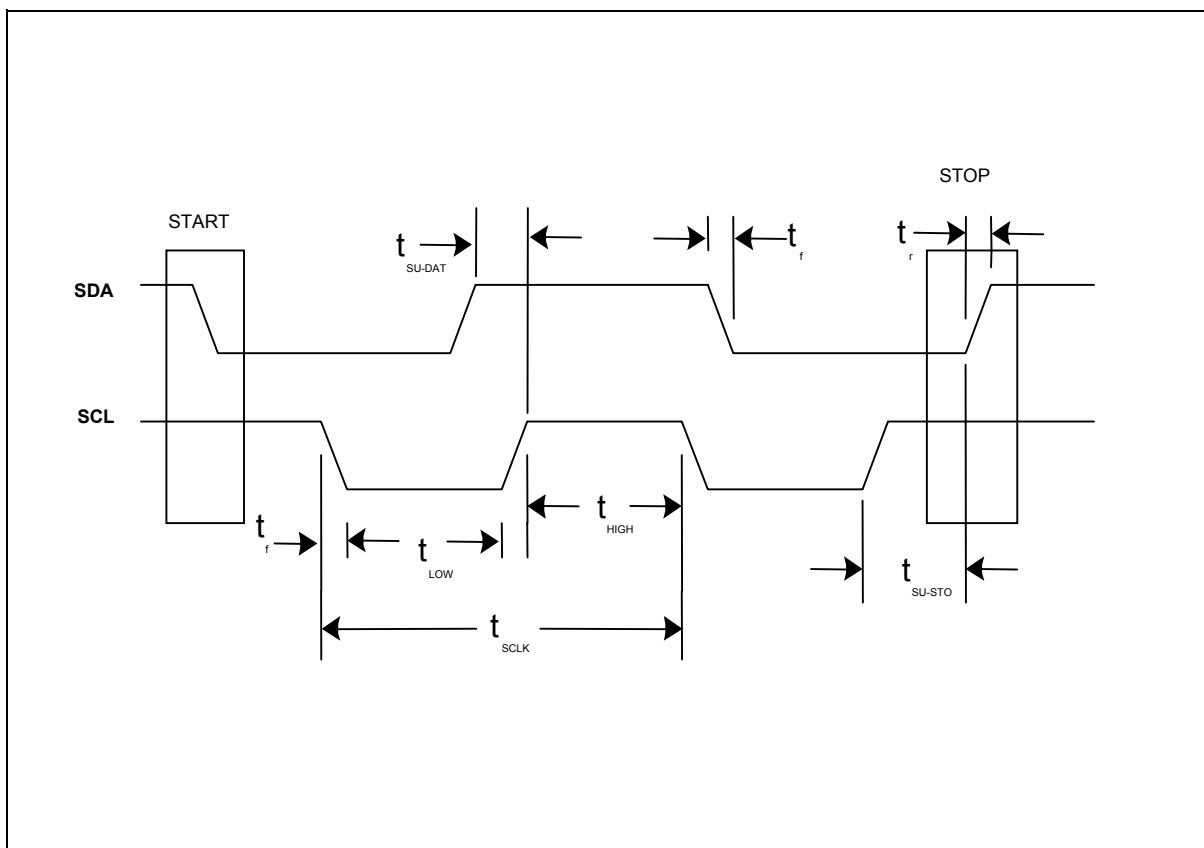 STOP
START
t SU-DAT
t f
t r
SDA
SCL
t f
t LOW
t HIGH
t SU-STO
t SCLK